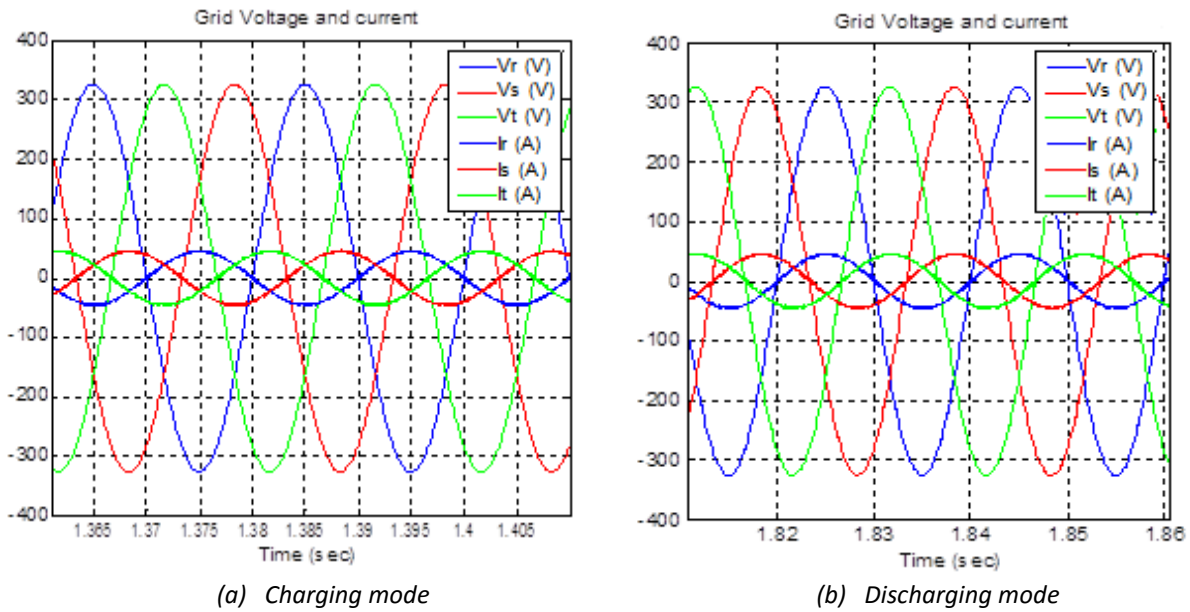 Grid Voltage and current
400
300
200
100
0
-100
-200
-300
-400
Vr (V)
Vs (V)
Vt (V)
Ir (A)
Is (A)
It (A)
1.365 1.37 1.375 1.38 1.385 1.39 1.395 1.4 1.405
Time (sec)
(a) Charging mode
Grid Voltage and current
400
300
200
100
0
-100
-200
-300
-400
Vr (V)
Vs (V)
Vt (V)
Ir (A)
Is (A)
It (A)
1.82 1.83 1.84 1.85 1.86
Time (sec)
(b) Discharging mode